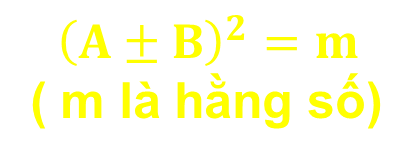 (A ± B)² = m
( m là hằng số)